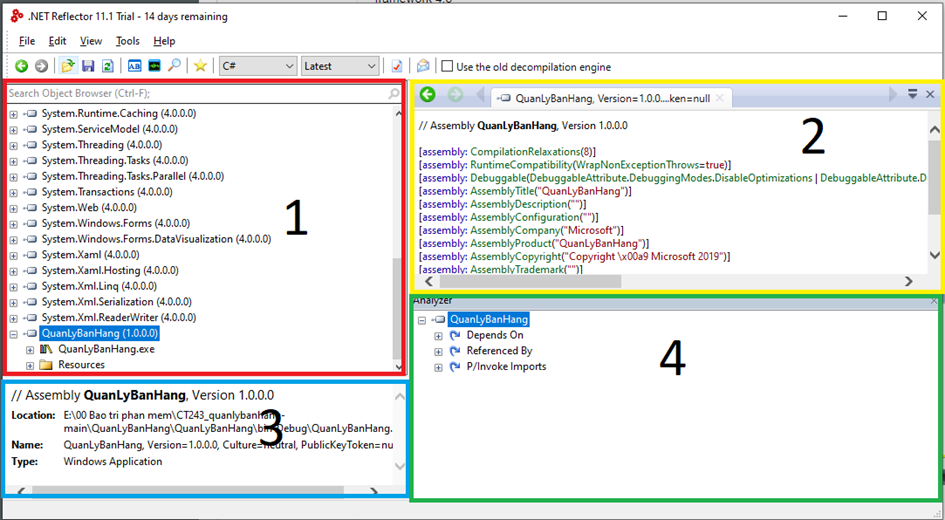 framework 4.0
.NET Reflector 11.1 Trial - 14 days remaining
File Edit View Tools Help
C# Latest Use the old decompilation engine
Search Object Browser (Ctrl-F);
System.Runtime.Caching (4.0.0.0)
System.ServiceModel (4.0.0.0)
System.Threading (4.0.0.0)
System.Threading.Tasks (4.0.0.0)
System.Threading.Tasks.Parallel (4.0.0.0)
System.Transactions (4.0.0.0)
System.Web (4.0.0.0)
System.Windows.Forms (4.0.0.0)
System.Windows.Forms.DataVisualization (4.0.0.0)
System.Xaml (4.0.0.0)
System.Xaml.Hosting (4.0.0.0)
System.Xml.Linq (4.0.0.0)
System.Xml.Serialization (4.0.0.0)
System.Xml.ReaderWriter (4.0.0.0)
QuanLyBanHang (1.0.0.0)
QuanLyBanHang.exe
Resources
1
QuanLyBanHang, Version=1.0.0....ken=null
// Assembly QuanLyBanHang, Version 1.0.0.0
[assembly: CompilationRelaxations(8)]
[assembly: RuntimeCompatibility(WrapNonExceptionThrows=true)]
[assembly: Debuggable(DebuggableAttribute.DebuggingModes.DisableOptimizations | DebuggableAttribute.D
[assembly: AssemblyTitle("QuanLyBanHang")]
[assembly: AssemblyDescription("")]
[assembly: AssemblyConfiguration("")]
[assembly: AssemblyCompany("Microsoft")]
[assembly: AssemblyProduct("QuanLyBanHang")]
[assembly: AssemblyCopyright("Copyright \x00a9 Microsoft 2019")]
[assembly: AssemblyTrademark("")]
2
// Assembly QuanLyBanHang, Version 1.0.0.0
Location: E:\00 Bao tri phan mem\CT243_quanlybanhang-
main\QuanLyBanHang\QuanLyBanHang\bin\Debug\QuanLyBanHang.
Name: QuanLyBanHang, Version=1.0.0.0, Culture=neutral, PublicKeyToken=nu
Type: Windows Application
3
Analyzer
QuanLyBanHang
Depends On
Referenced By
P/Invoke Imports
4